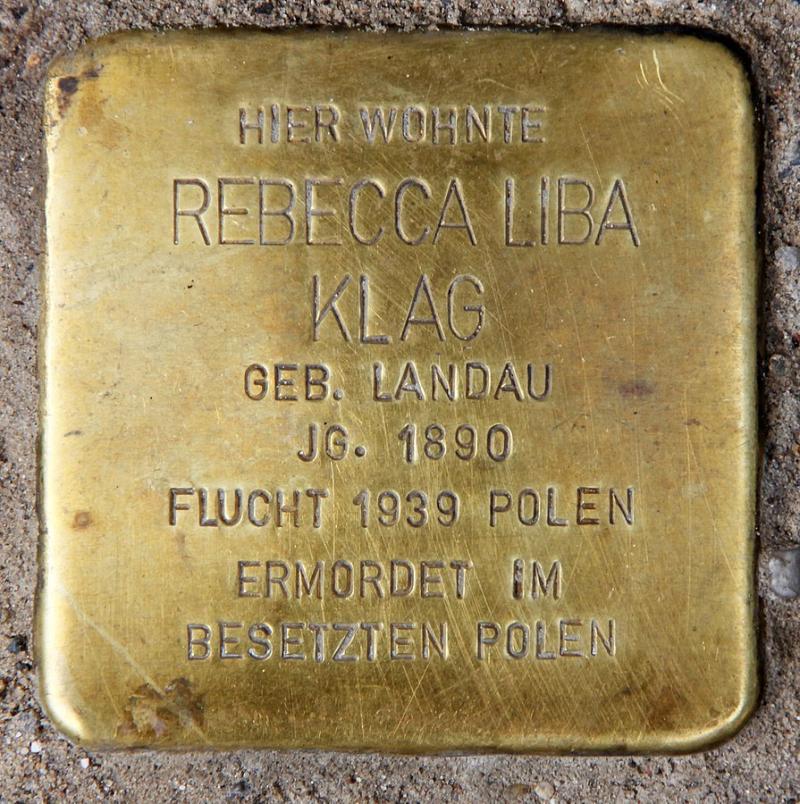 HIER WOHNTE
REBECCA LIBA
KLAG
GEB. LANDAU
JG. 1890
FLUCHT 1939 POLEN
ERMORDET IM
BESETZTEN POLEN